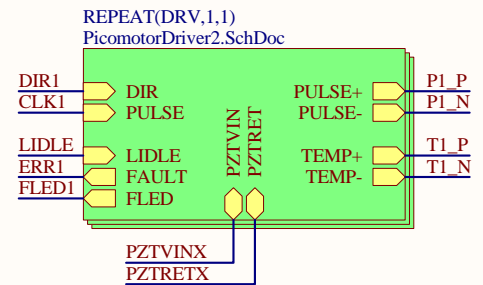 REPEAT(DRV,1,1)
PicomotorDriver2.SchDoc
DIR1 DIR PULSE+ P1_P
CLK1 PULSE PULSE- P1_N
PZTVIN PZTRET
LIDLE LIDLE TEMP+ T1_P
ERR1 FAULT TEMP- T1_N
FLED1 FLED
PZTVINX
PZTRETX